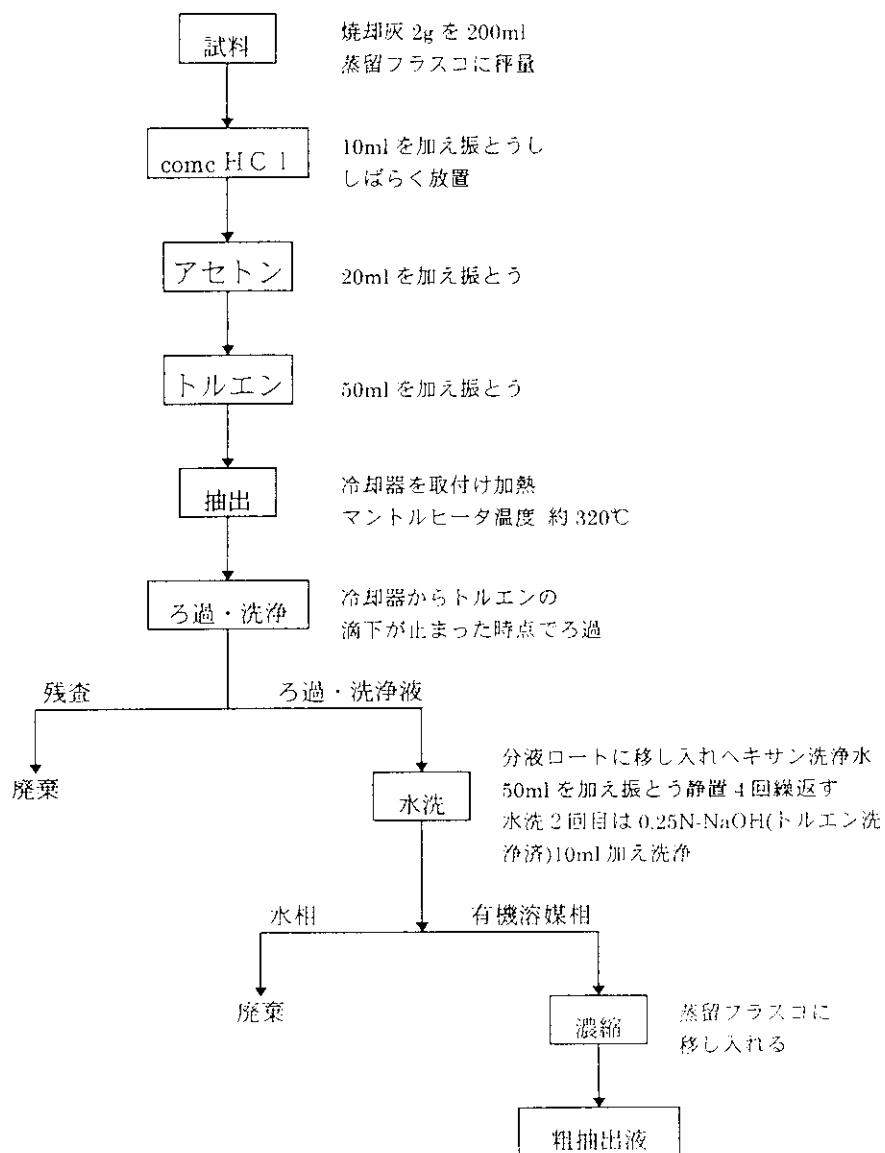 試料
焼却灰 2g を 200ml
蒸留フラスコに秤量
comc ＨＣｌ
10ml を加え振とうし
しばらく放置
アセトン
20ml を加え振とう
トルエン
50ml を加え振とう
抽出
冷却器を取付け加熱
マントルヒータ温度 約 320℃
ろ過・洗浄
冷却器からトルエンの
滴下が止まった時点でろ過
残査
ろ過・洗浄液
廃棄
水洗
分液ロートに移し入れヘキサン洗浄水
50ml を加え振とう静置 4 回繰返す
水洗 2 回目は 0.25N-NaOH(トルエン洗
浄済)10ml 加え洗浄
水相
有機溶媒相
廃棄
濃縮
蒸留フラスコに
移し入れる
粗抽出液